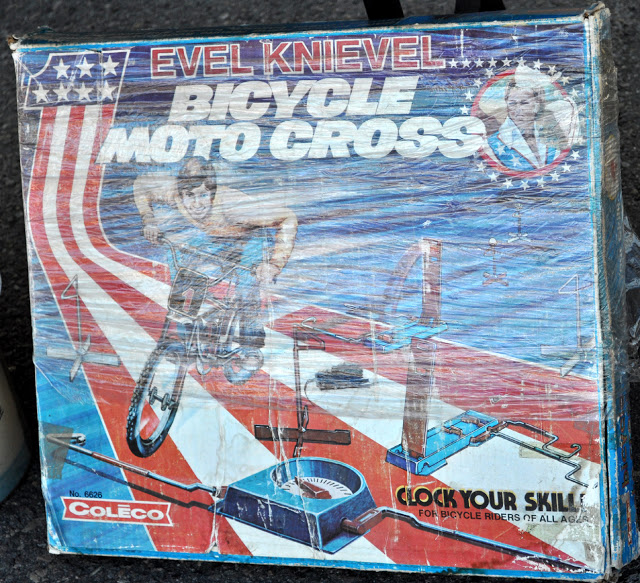 EVEL KNIEVEL
BICYCLE
MOTO CROSS
No. 6626
COLECO
CLOCK YOUR SKILL
FOR BICYCLE RIDERS OF ALL AGES